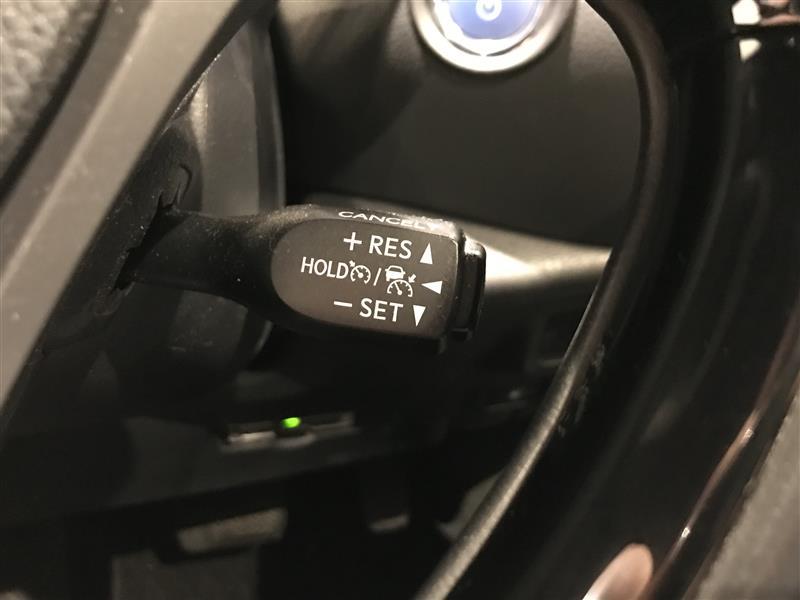 CANCEL
+ RES ▲
HOLD / ◀
− SET ▼